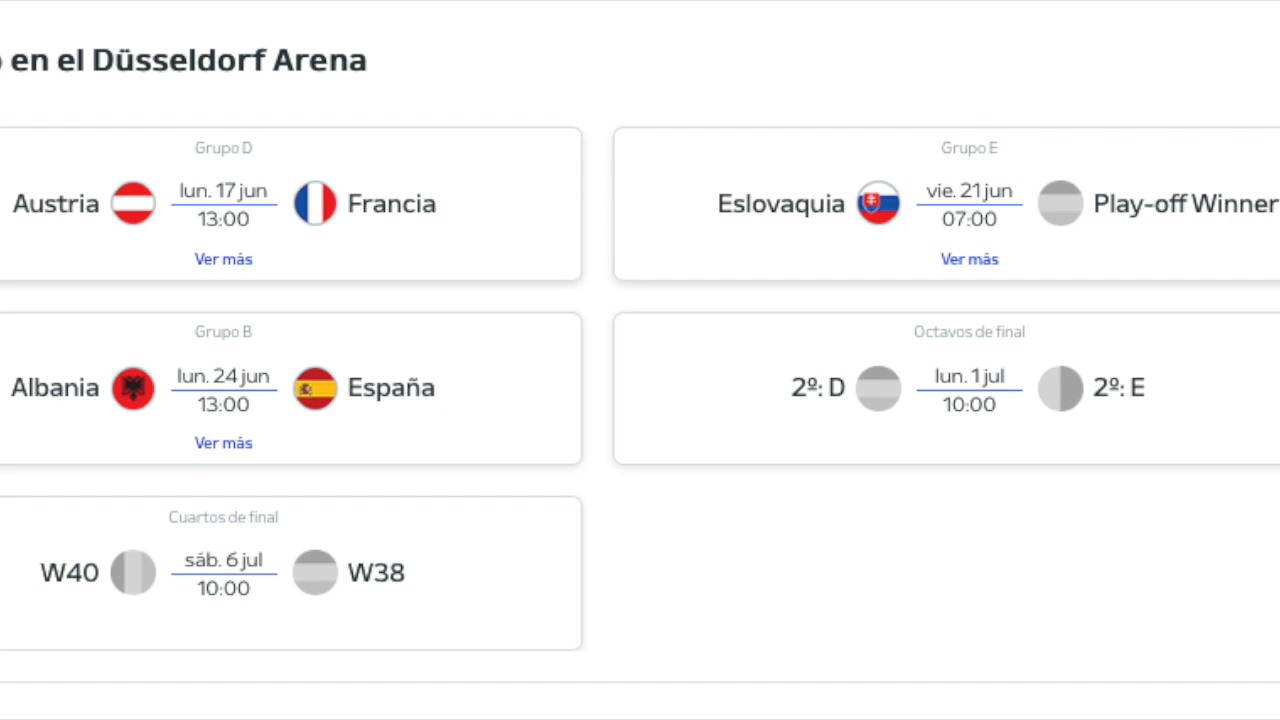 en el Düsseldorf Arena
Grupo D
Austria lun. 17 jun Francia
13:00
Ver más
Grupo E
Eslovaquia vie. 21 jun Play-off Winner
07:00
Ver más
Grupo B
Albania lun. 24 jun España
13:00
Ver más
Octavos de final
2º: D lun. 1 jul 2º: E
10:00
Cuartos de final
W40 sáb. 6 jul W38
10:00